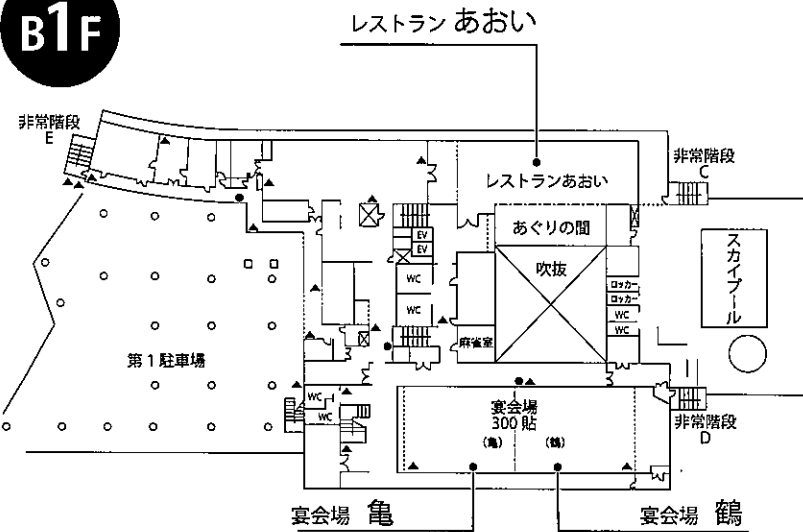 B1F
レストラン あおい
非常階段
E
非常階段
C
レストランあおい
あぐりの間
吹抜
EV
EV
WC
WC
ロッカー
ロッカー
WC
WC
スカイプール
麻雀室
第1駐車場
WC
WC
宴会場
300貼
(亀)
(鶴)
非常階段
D
宴会場 亀
宴会場 鶴